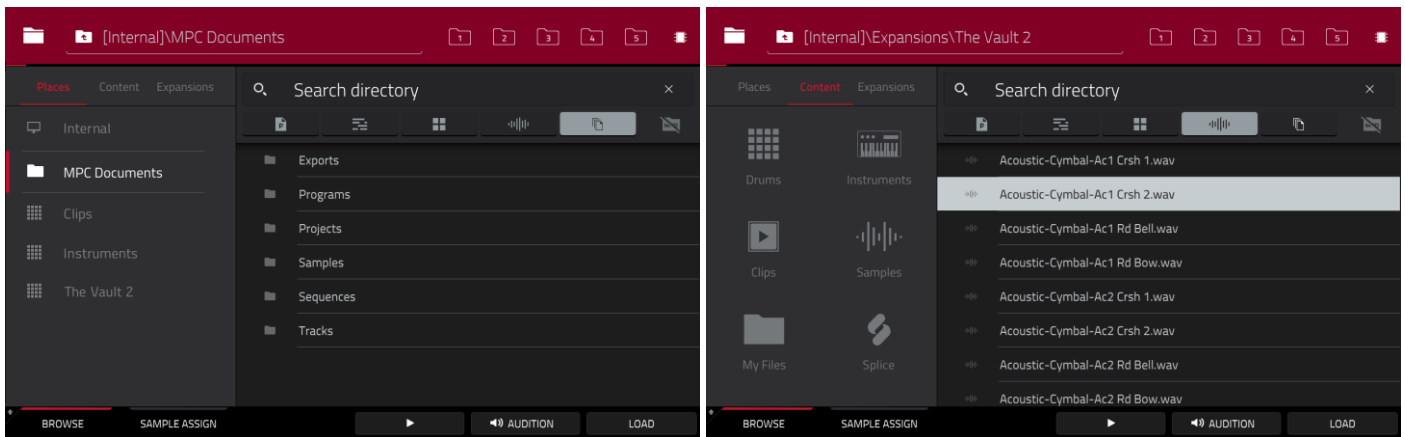 [Internal]\MPC Documents
1 2 3 4 5
Places Content Expansions
Search directory
Internal
MPC Documents
Clips
Instruments
The Vault 2
Exports
Programs
Projects
Samples
Sequences
Tracks
BROWSE SAMPLE ASSIGN AUDITION LOAD
[Internal]\Expansions\The Vault 2
1 2 3 4 5
Places Content Expansions
Search directory
Drums Instruments
Clips Samples
My Files Splice
Acoustic-Cymbal-Ac1 Crsh 1.wav
Acoustic-Cymbal-Ac1 Crsh 2.wav
Acoustic-Cymbal-Ac1 Rd Bell.wav
Acoustic-Cymbal-Ac1 Rd Bow.wav
Acoustic-Cymbal-Ac2 Crsh 1.wav
Acoustic-Cymbal-Ac2 Crsh 2.wav
Acoustic-Cymbal-Ac2 Rd Bell.wav
Acoustic-Cymbal-Ac2 Rd Bow.wav
BROWSE SAMPLE ASSIGN AUDITION LOAD